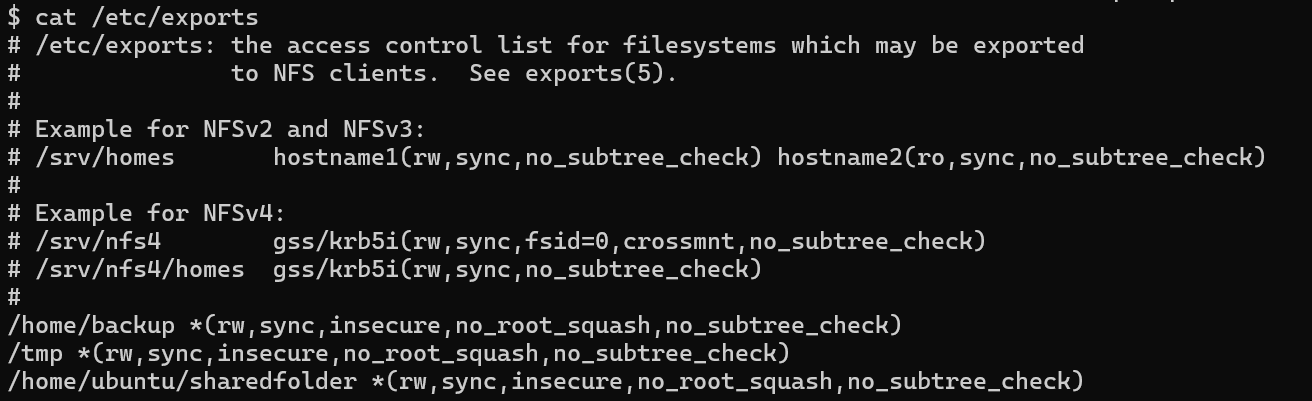 $ cat /etc/exports
# /etc/exports: the access control list for filesystems which may be exported
#               to NFS clients.  See exports(5).
#
# Example for NFSv2 and NFSv3:
# /srv/homes       hostname1(rw,sync,no_subtree_check) hostname2(ro,sync,no_subtree_check)
#
# Example for NFSv4:
# /srv/nfs4        gss/krb5i(rw,sync,fsid=0,crossmnt,no_subtree_check)
# /srv/nfs4/homes  gss/krb5i(rw,sync,no_subtree_check)
#
/home/backup *(rw,sync,insecure,no_root_squash,no_subtree_check)
/tmp *(rw,sync,insecure,no_root_squash,no_subtree_check)
/home/ubuntu/sharedfolder *(rw,sync,insecure,no_root_squash,no_subtree_check)